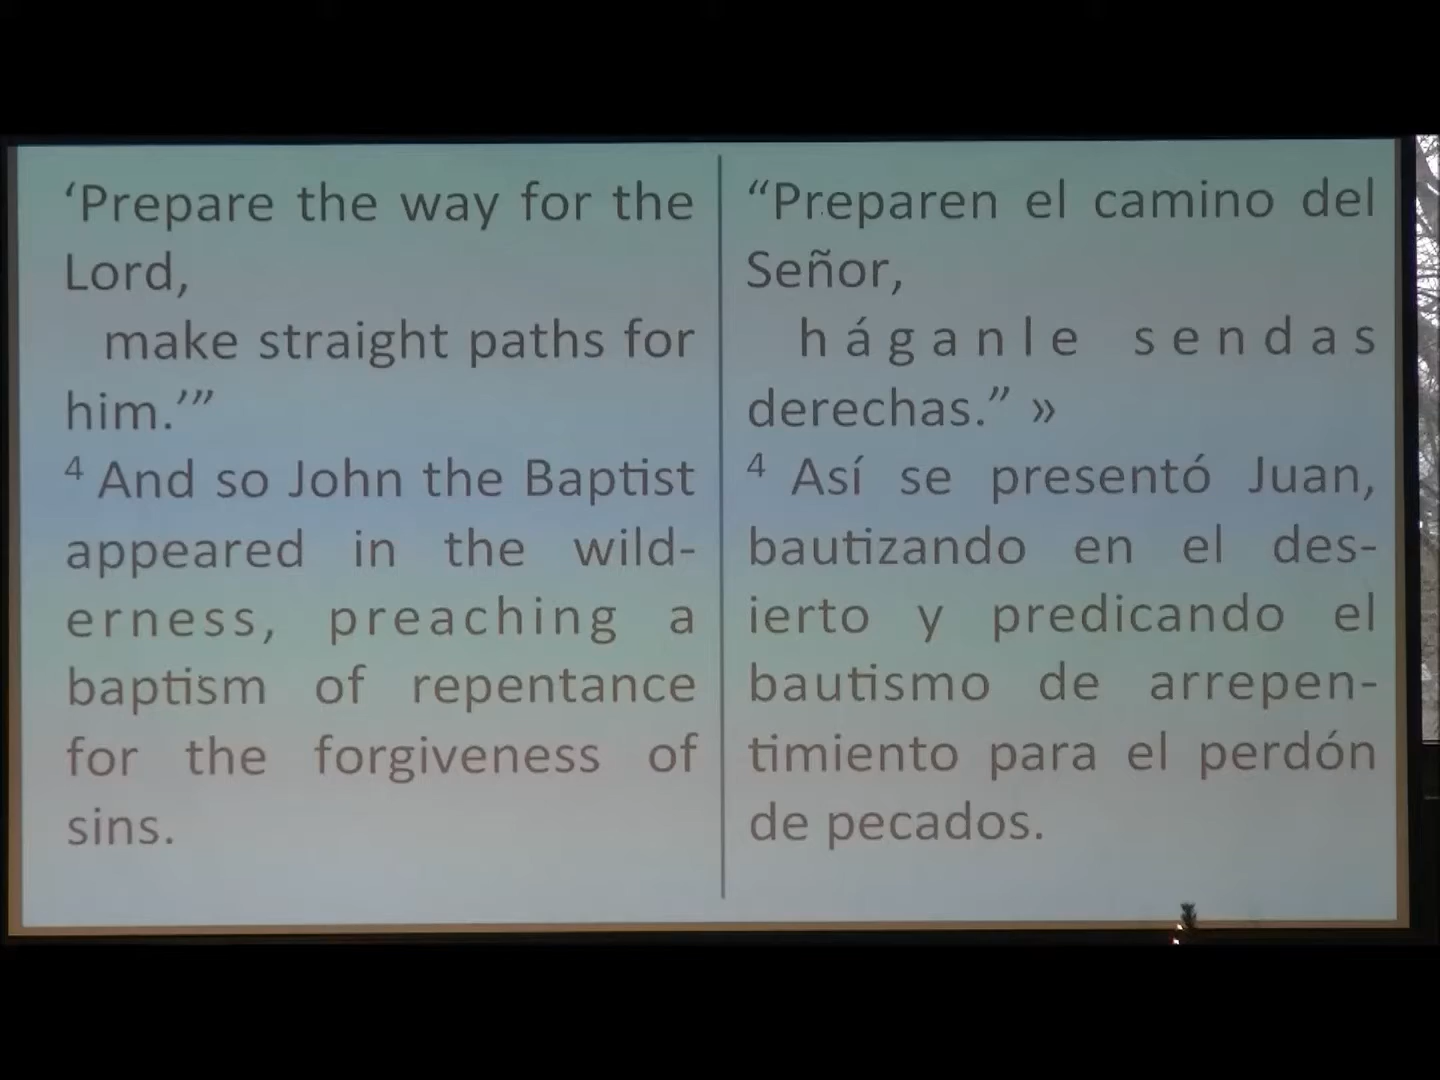 ‘Prepare the way for the
Lord,
make straight paths for
him.’”
4 And so John the Baptist
appeared in the wild-
erness, preaching a
baptism of repentance
for the forgiveness of
sins.
“Preparen el camino del
Señor,
háganle sendas
derechas.” »
4 Así se presentó Juan,
bautizando en el des-
ierto y predicando el
bautismo de arrepen-
timiento para el perdón
de pecados.